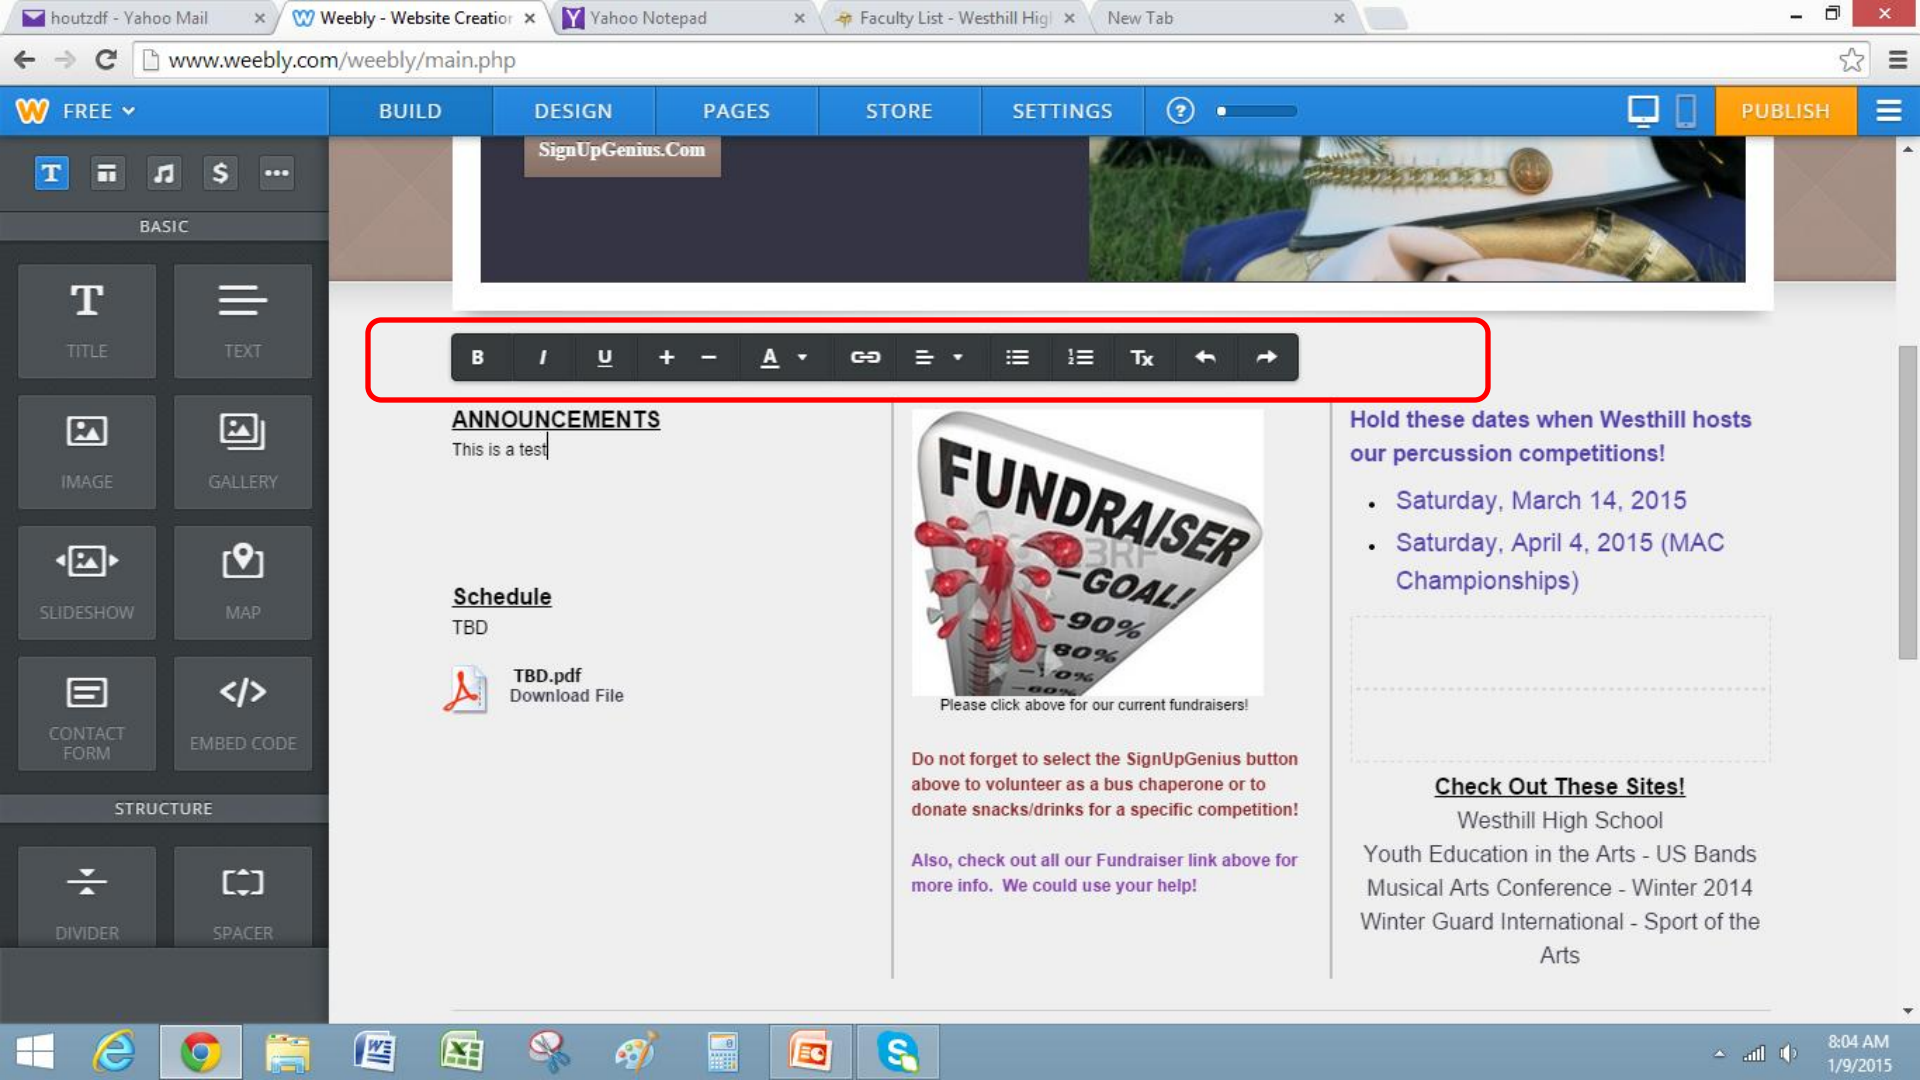 houtzdf - Yahoo Mail
Weebly - Website Creation
Yahoo Notepad
Faculty List - Westhill Hig
New Tab
www.weebly.com/weebly/main.php
W FREE
BUILD
DESIGN
PAGES
STORE
SETTINGS
?
PUBLISH
T
$
BASIC
T
TITLE
TEXT
IMAGE
GALLERY
SLIDESHOW
MAP
CONTACT
FORM
</>
EMBED CODE
STRUCTURE
DIVIDER
SPACER
SignUpGenius.Com
B I U + - A Tx
ANNOUNCEMENTS
This is a test
Schedule
TBD
TBD.pdf
Download File
FUNDRAISER
GOAL!
90%
80%
70%
60%
Please click above for our current fundraisers!
Do not forget to select the SignUpGenius button
above to volunteer as a bus chaperone or to
donate snacks/drinks for a specific competition!
Also, check out all our Fundraiser link above for
more info. We could use your help!
Hold these dates when Westhill hosts
our percussion competitions!
• Saturday, March 14, 2015
• Saturday, April 4, 2015 (MAC
Championships)
Check Out These Sites!
Westhill High School
Youth Education in the Arts - US Bands
Musical Arts Conference - Winter 2014
Winter Guard International - Sport of the
Arts
8:04 AM
1/9/2015